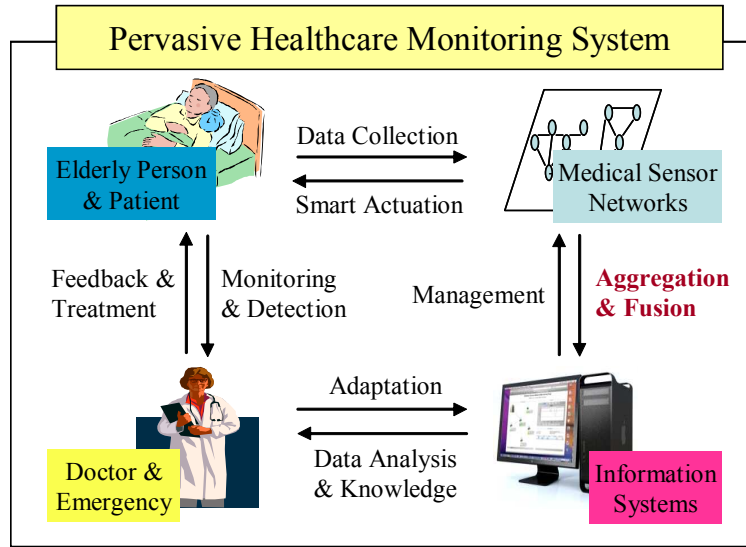 Pervasive Healthcare Monitoring System
Elderly Person
& Patient
Data Collection
Smart Actuation
Medical Sensor
Networks
Feedback &
Treatment
Monitoring
& Detection
Management
Aggregation
& Fusion
Doctor &
Emergency
Adaptation
Data Analysis
& Knowledge
Information
Systems